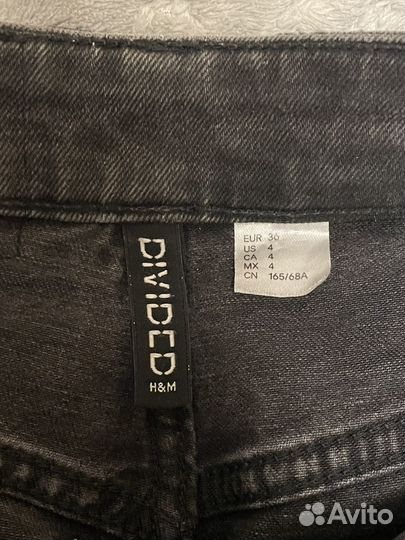 DIVIDED
H&M
EUR 36
US 4
CA 4
MX 4
CN 165/68A
Avito